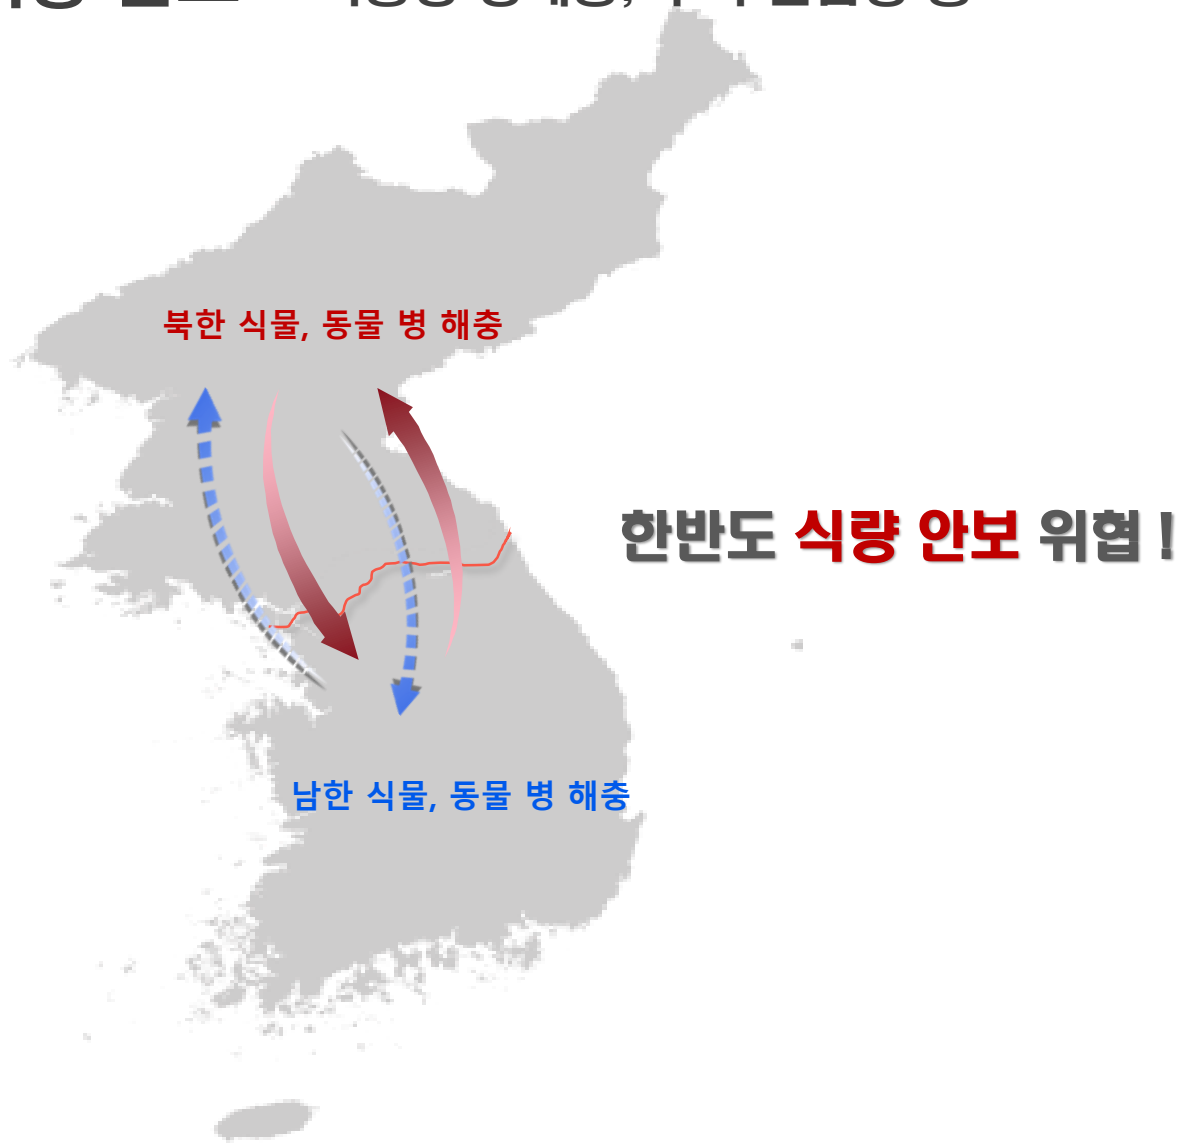 북한 식물, 동물 병 해충
한반도 식량 안보 위협 !
남한 식물, 동물 병 해충